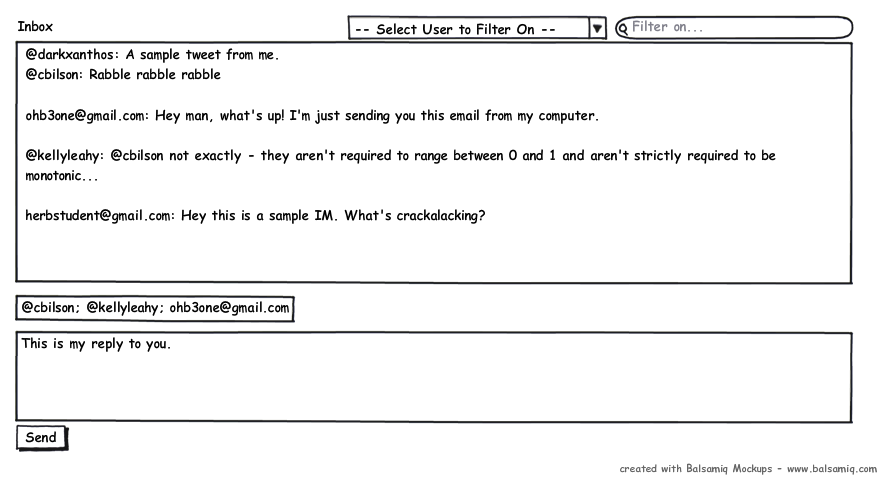 Inbox
-- Select User to Filter On --
Filter on...
@darkxanthos: A sample tweet from me.
@cbilson: Rabble rabble rabble
ohb3one@gmail.com: Hey man, what's up! I'm just sending you this email from my computer.
@kellyleahy: @cbilson not exactly - they aren't required to range between 0 and 1 and aren't strictly required to be
monotonic...
herbstudent@gmail.com: Hey this is a sample IM. What's crackalacking?
@cbilson; @kellyleahy; ohb3one@gmail.com
This is my reply to you.
Send
created with Balsamiq Mockups - www.balsamiq.com